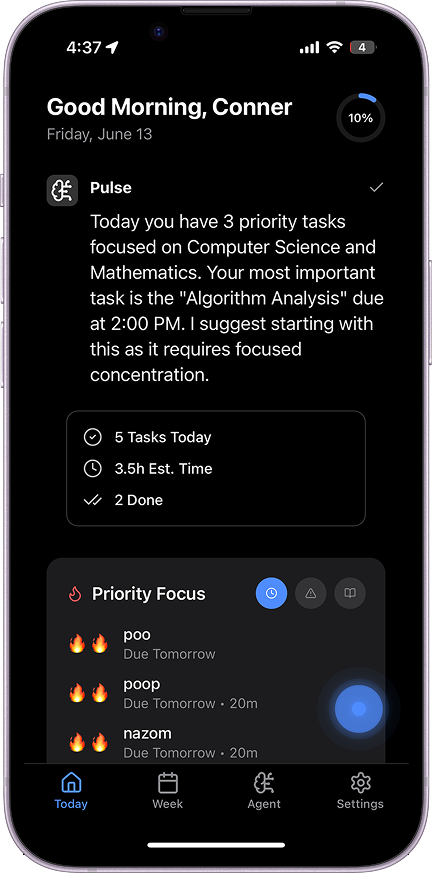 4:37
4
Good Morning, Conner
10%
Friday, June 13
Pulse
Today you have 3 priority tasks
focused on Computer Science and
Mathematics. Your most important
task is the "Algorithm Analysis" due
at 2:00 PM. I suggest starting with
this as it requires focused
concentration.
5 Tasks Today
3.5h Est. Time
2 Done
Priority Focus
poo
Due Tomorrow
poop
Due Tomorrow • 20m
nazom
Due Tomorrow • 20m
Today
Week
Agent
Settings